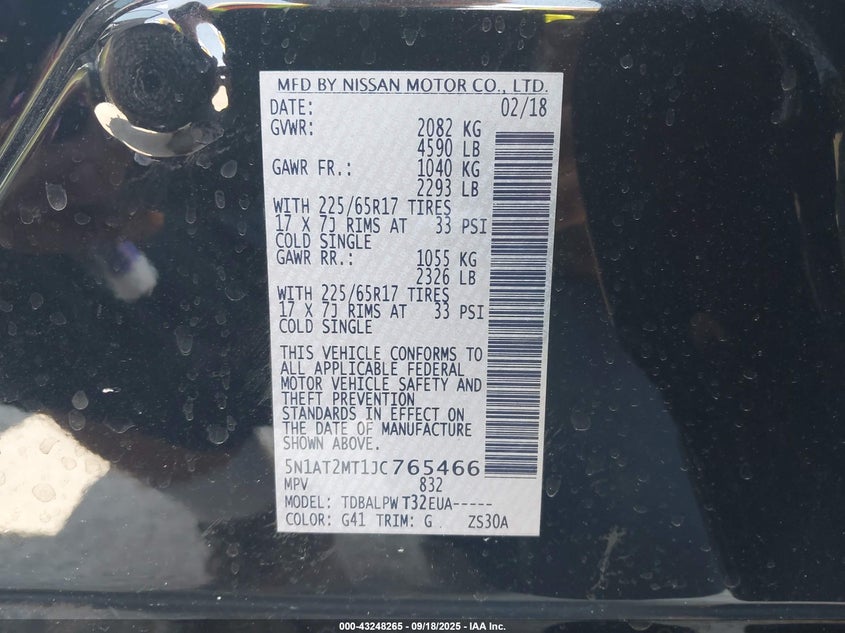 MFD BY NISSAN MOTOR CO., LTD.
DATE: 02/18
GVWR: 2082 KG
4590 LB
GAWR FR.: 1040 KG
2293 LB
WITH 225/65R17 TIRES
17 X 7J RIMS AT 33 PSI
COLD SINGLE
GAWR RR.: 1055 KG
2326 LB
WITH 225/65R17 TIRES
17 X 7J RIMS AT 33 PSI
COLD SINGLE
THIS VEHICLE CONFORMS TO
ALL APPLICABLE FEDERAL
MOTOR VEHICLE SAFETY AND
THEFT PREVENTION
STANDARDS IN EFFECT ON
THE DATE OF MANUFACTURE
SHOWN ABOVE.
5N1AT2MT1JC765466
MPV 832
MODEL: TDBALPW T32EUA-----
COLOR: G41 TRIM: G ZS30A
000-43248265 - 09/18/2025 - IAA Inc.